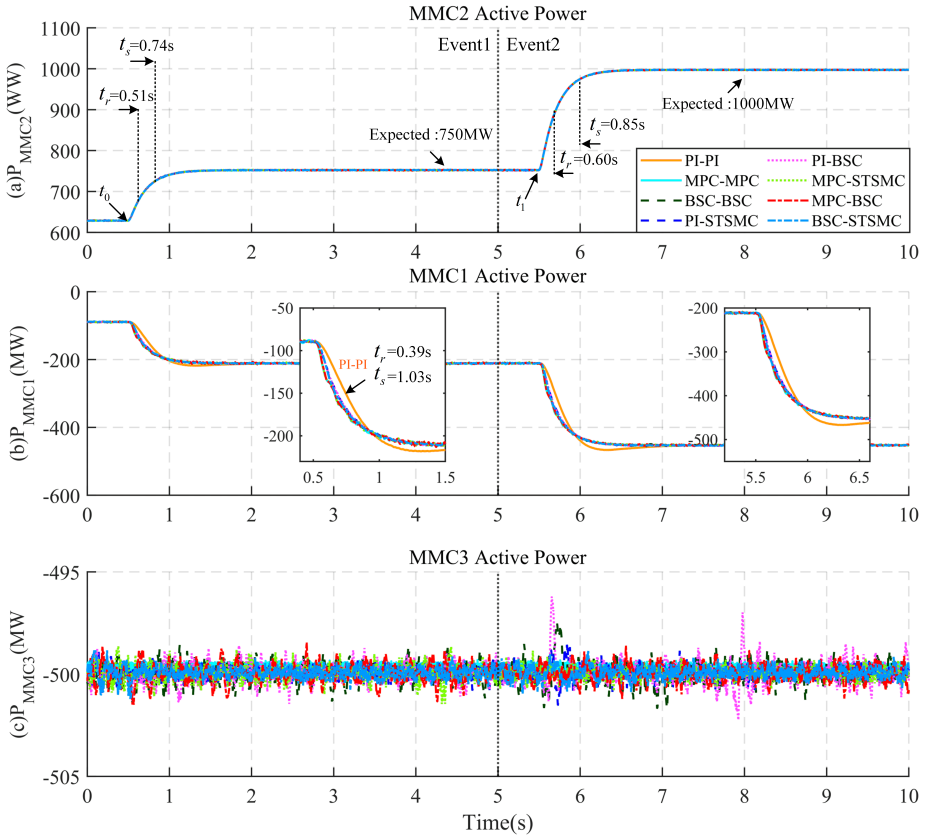 MMC2 Active Power
(a)P_MMC2(WW)
1100
1000
900
800
700
600
t_s=0.74s
t_r=0.51s
t_0
Event1
Event2
Expected :750MW
Expected :1000MW
t_s=0.85s
t_r=0.60s
t_1
PI-PI
MPC-MPC
BSC-BSC
PI-STSMC
PI-BSC
MPC-STSMC
MPC-BSC
BSC-STSMC
0 1 2 3 4 5 6 7 8 9 10
MMC1 Active Power
(b)P_MMC1(MW)
0
-200
-400
-600
-50
-100
-150
-200
0.5 1 1.5
PI-PI
t_r=0.39s
t_s=1.03s
-200
-300
-400
-500
5.5 6 6.5
0 1 2 3 4 5 6 7 8 9 10
MMC3 Active Power
(c)P_MMC3(MW
-495
-500
-505
0 1 2 3 4 5 6 7 8 9 10
Time(s)